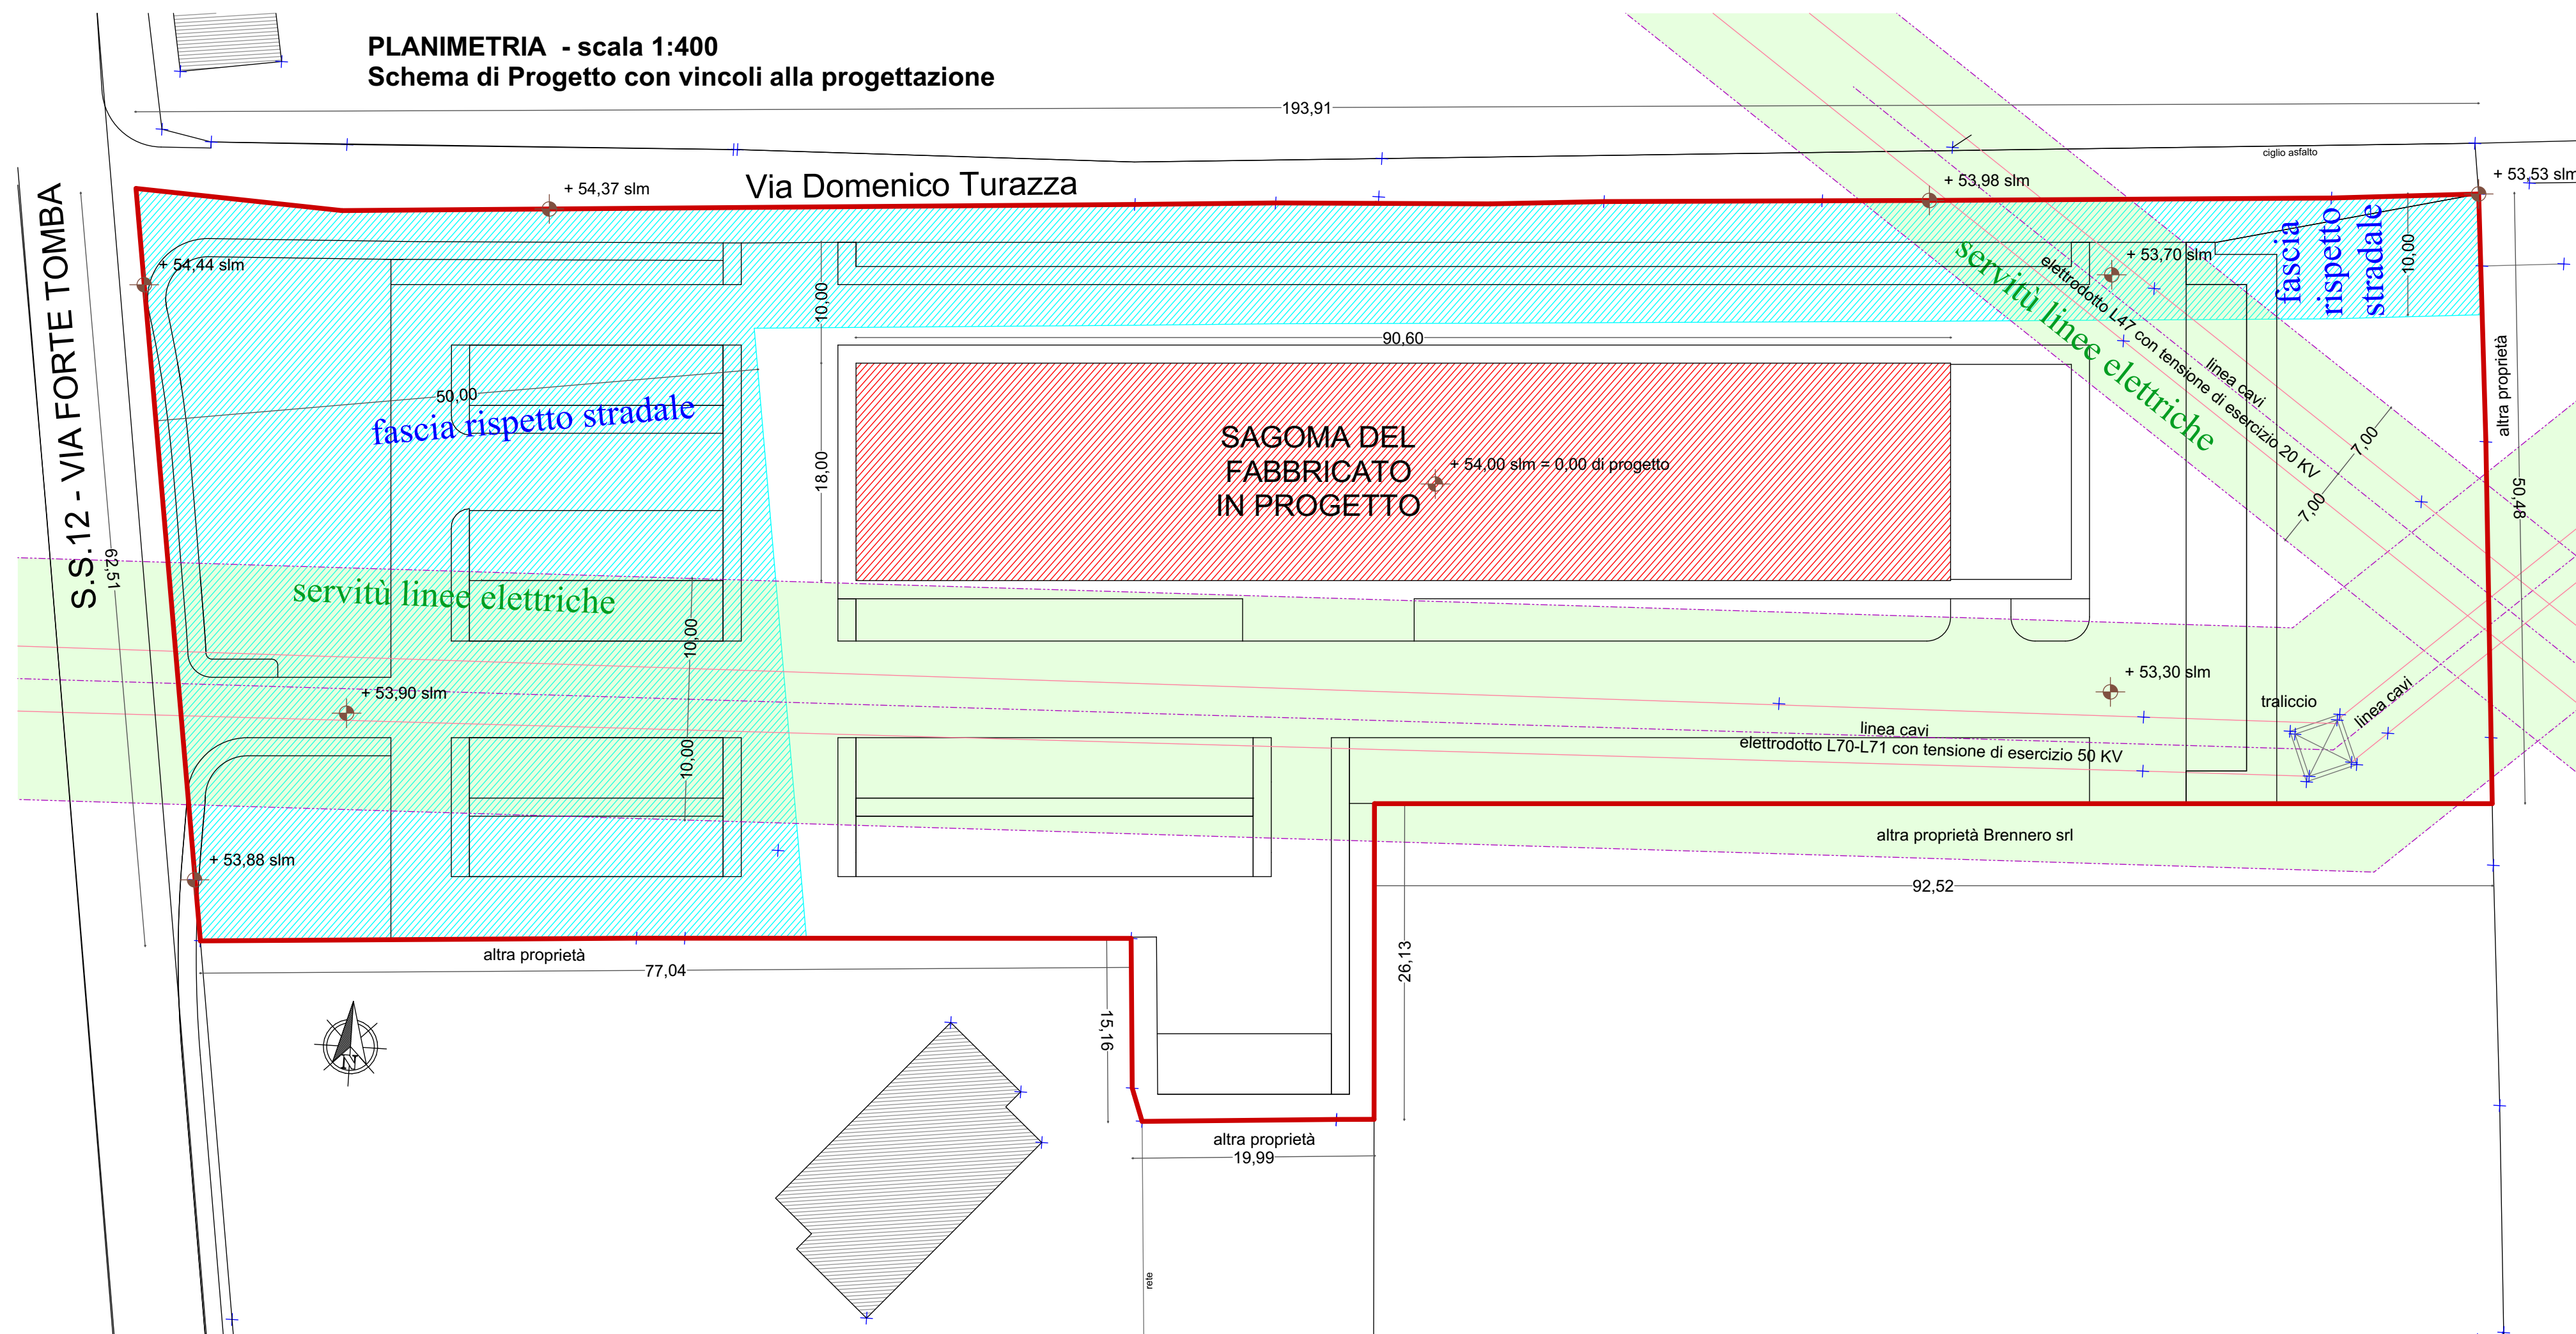 PLANIMETRIA - scala 1:400
Schema di Progetto con vincoli alla progettazione
193,91
ciglio asfalto
Via Domenico Turazza
+ 54,37 slm
+ 53,98 slm
+ 53,53 slm
S.S.12 - VIA FORTE TOMBA
62,51
+ 54,44 slm
+ 53,70 slm
fascia
rispetto
stradale
10,00
10,00
90,60
50,00
fascia rispetto stradale
18,00
SAGOMA DEL
FABBRICATO
IN PROGETTO
+ 54,00 slm = 0,00 di progetto
servitù linee elettriche
elettrodotto L47 con tensione di esercizio 20 KV
linea cavi
7,00
7,00
altra proprietà
50,48
servitù linee elettriche
10,00
10,00
+ 53,90 slm
+ 53,30 slm
traliccio
linea cavi
linea cavi
elettrodotto L70-L71 con tensione di esercizio 50 KV
+ 53,88 slm
altra proprietà Brennero srl
92,52
altra proprietà
77,04
15,16
26,13
N
altra proprietà
19,99
rete